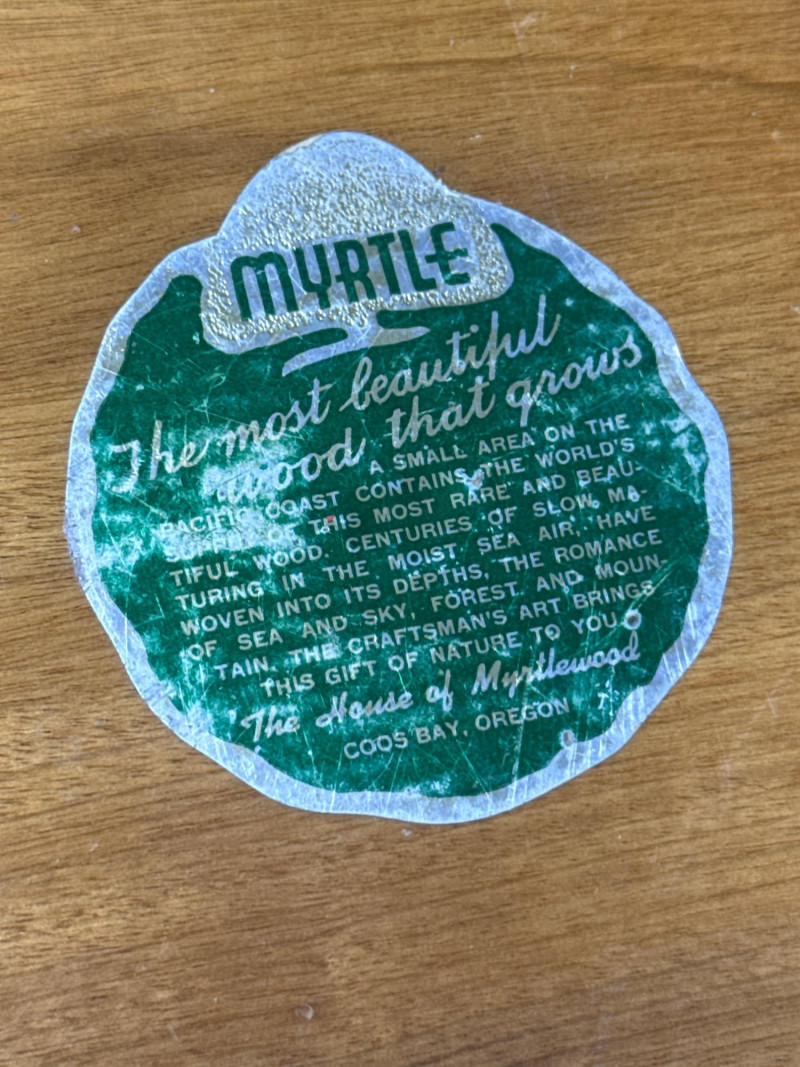 MYRTLE
The most beautiful
wood that grows
A SMALL AREA ON THE
PACIFIC COAST CONTAINS THE WORLD'S
SUPPLY OF THIS MOST RARE AND BEAU-
TIFUL WOOD. CENTURIES OF SLOW MA-
TURING IN THE MOIST SEA AIR, HAVE
WOVEN INTO ITS DEPTHS, THE ROMANCE
OF SEA AND SKY, FOREST AND MOUN-
TAIN. THE CRAFTSMAN'S ART BRINGS
THIS GIFT OF NATURE TO YOU.
The House of Myrtlewood
COOS BAY, OREGON